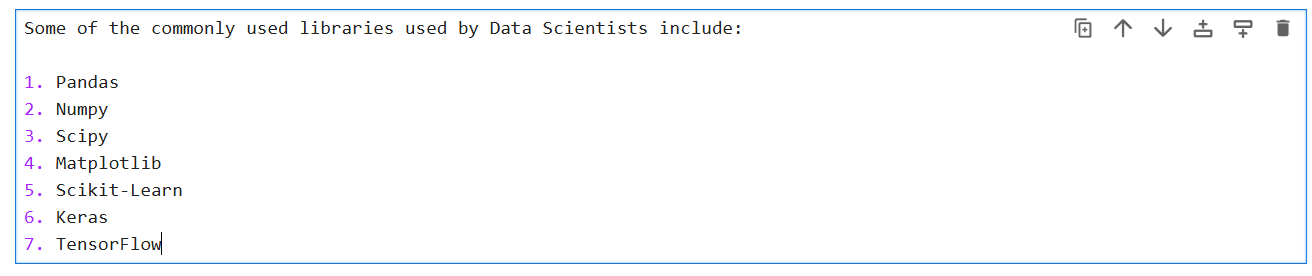 Some of the commonly used libraries used by Data Scientists include:
1. Pandas
2. Numpy
3. Scipy
4. Matplotlib
5. Scikit-Learn
6. Keras
7. TensorFlow